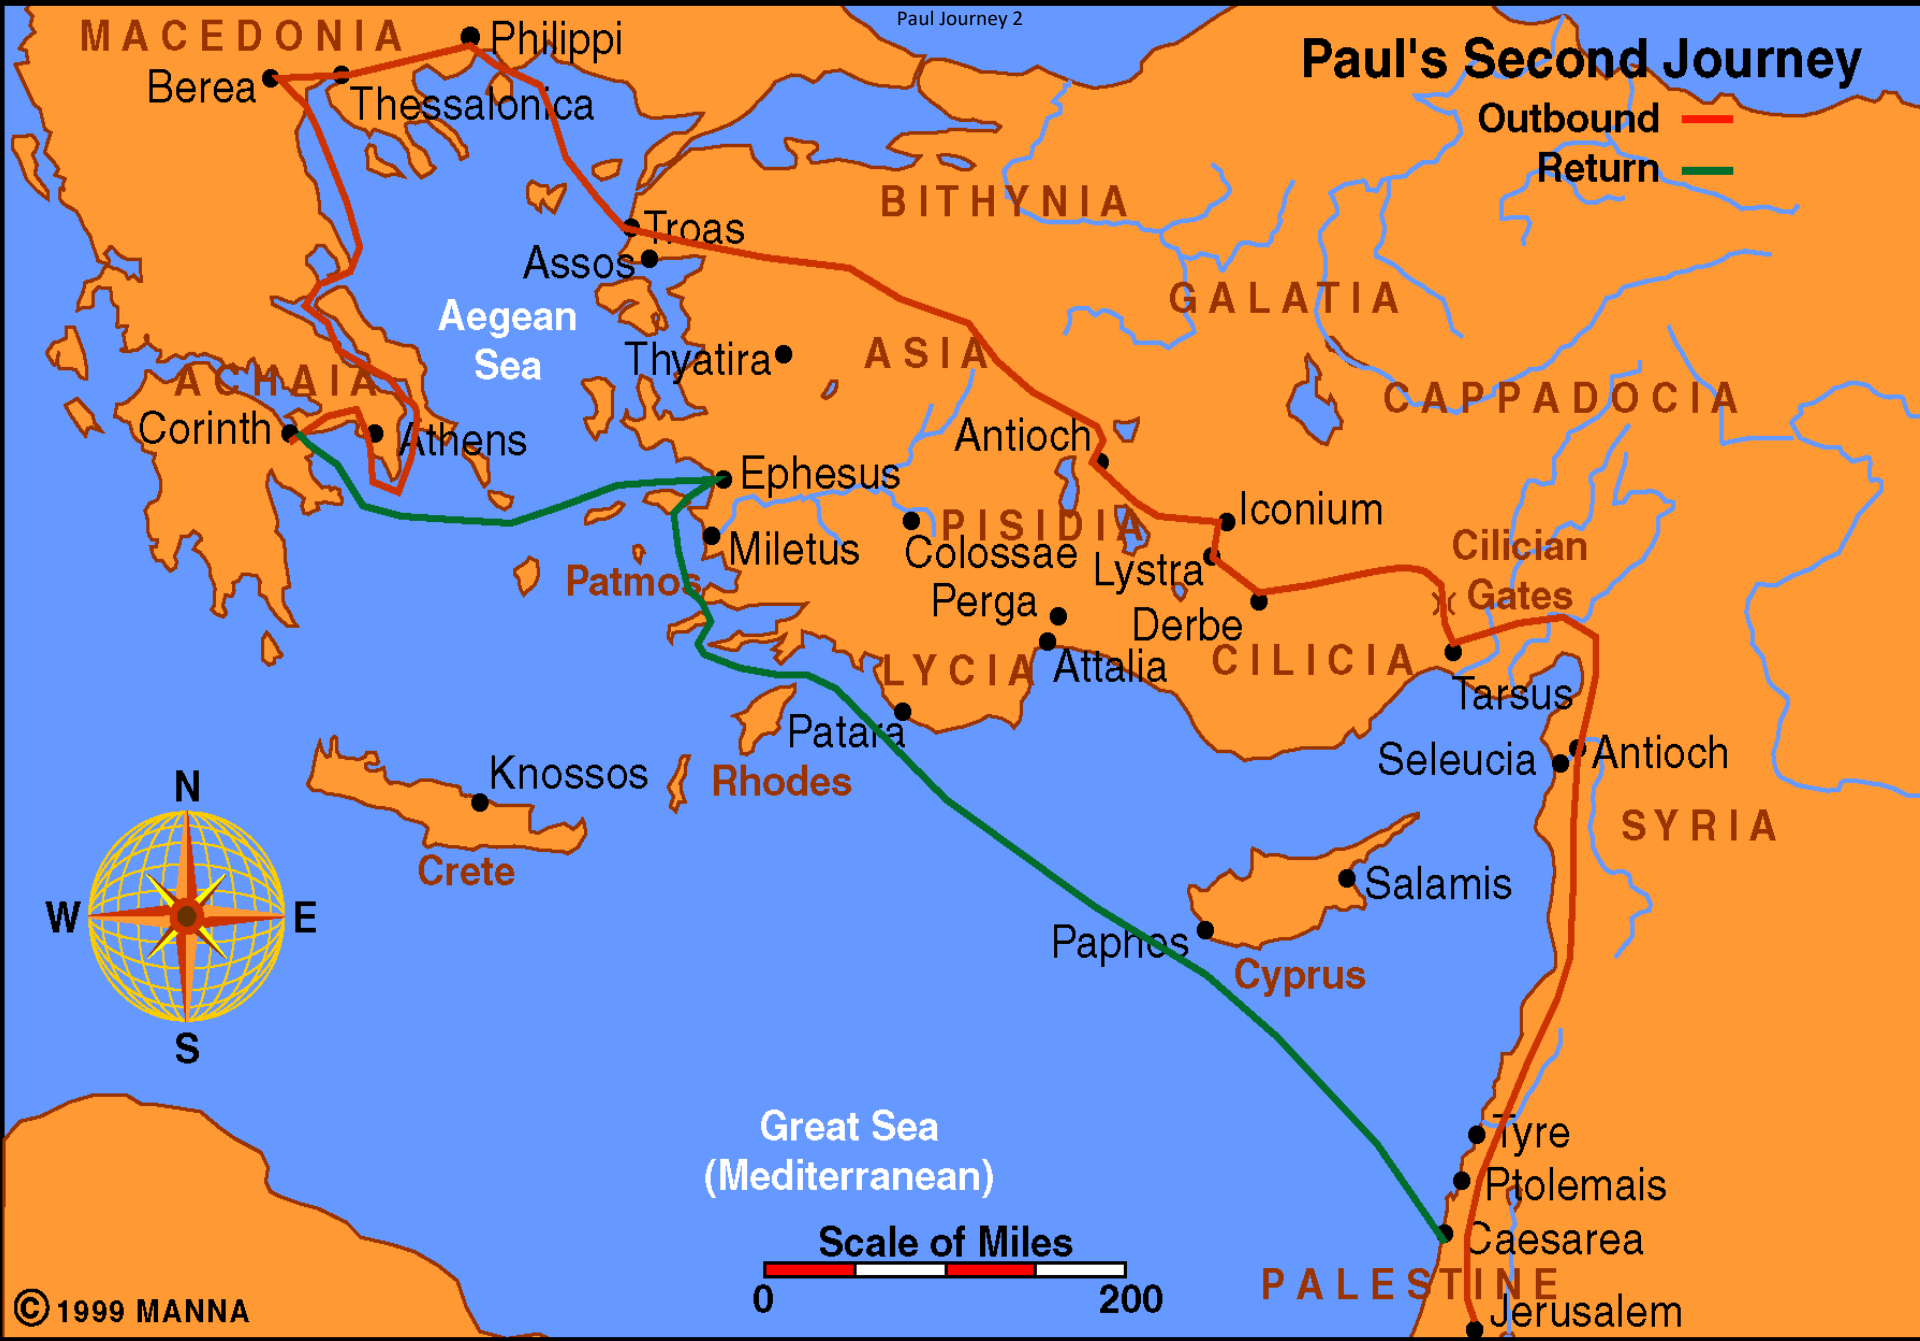 Paul Journey 2
Paul's Second Journey
Outbound
Return
MACEDONIA
Philippi
Berea
Thessalonica
BITHYNIA
Troas
Assos
GALATIA
Aegean
Sea
Thyatira
ASIA
ACHAIA
CAPPADOCIA
Corinth
Athens
Antioch
Ephesus
Iconium
PISIDIA
Miletus
Colossae
Lystra
Cilician
Gates
Patmos
Perga
Derbe
LYCIA
Attalia
CILICIA
Tarsus
Patara
Seleucia
Antioch
Knossos
Rhodes
SYRIA
Crete
N
W
E
S
Salamis
Paphos
Cyprus
Great Sea
(Mediterranean)
Tyre
Ptolemais
Caesarea
Scale of Miles
0
200
PALESTINE
Jerusalem
© 1999 MANNA